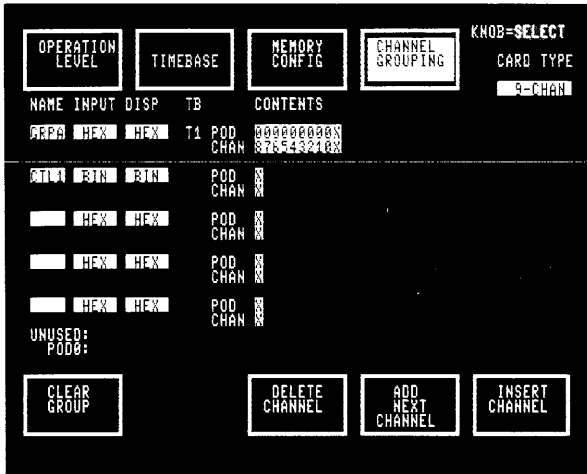 KNOB=SELECT
OPERATION LEVEL
TIMEBASE
MEMORY CONFIG
CHANNEL GROUPING
CARD TYPE
9-CHAN
NAME INPUT DISP TB CONTENTS
GRPA HEX HEX T1 POD 000000000X
CHAN 876543210X
CTL1 BIN BIN POD X
CHAN X
HEX HEX POD X
CHAN X
HEX HEX POD X
CHAN X
HEX HEX POD X
CHAN X
UNUSED:
POD0:
CLEAR GROUP
DELETE CHANNEL
ADD NEXT CHANNEL
INSERT CHANNEL